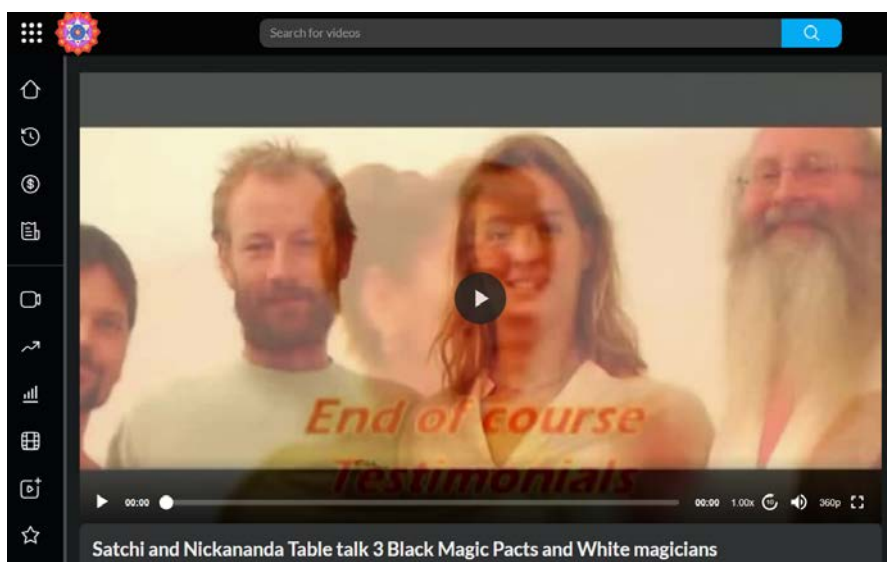 Search for videos
End of course
Testimonials
00:00
00:00 1.00x 10 360p
Satchi and Nickananda Table talk 3 Black Magic Pacts and White magicians